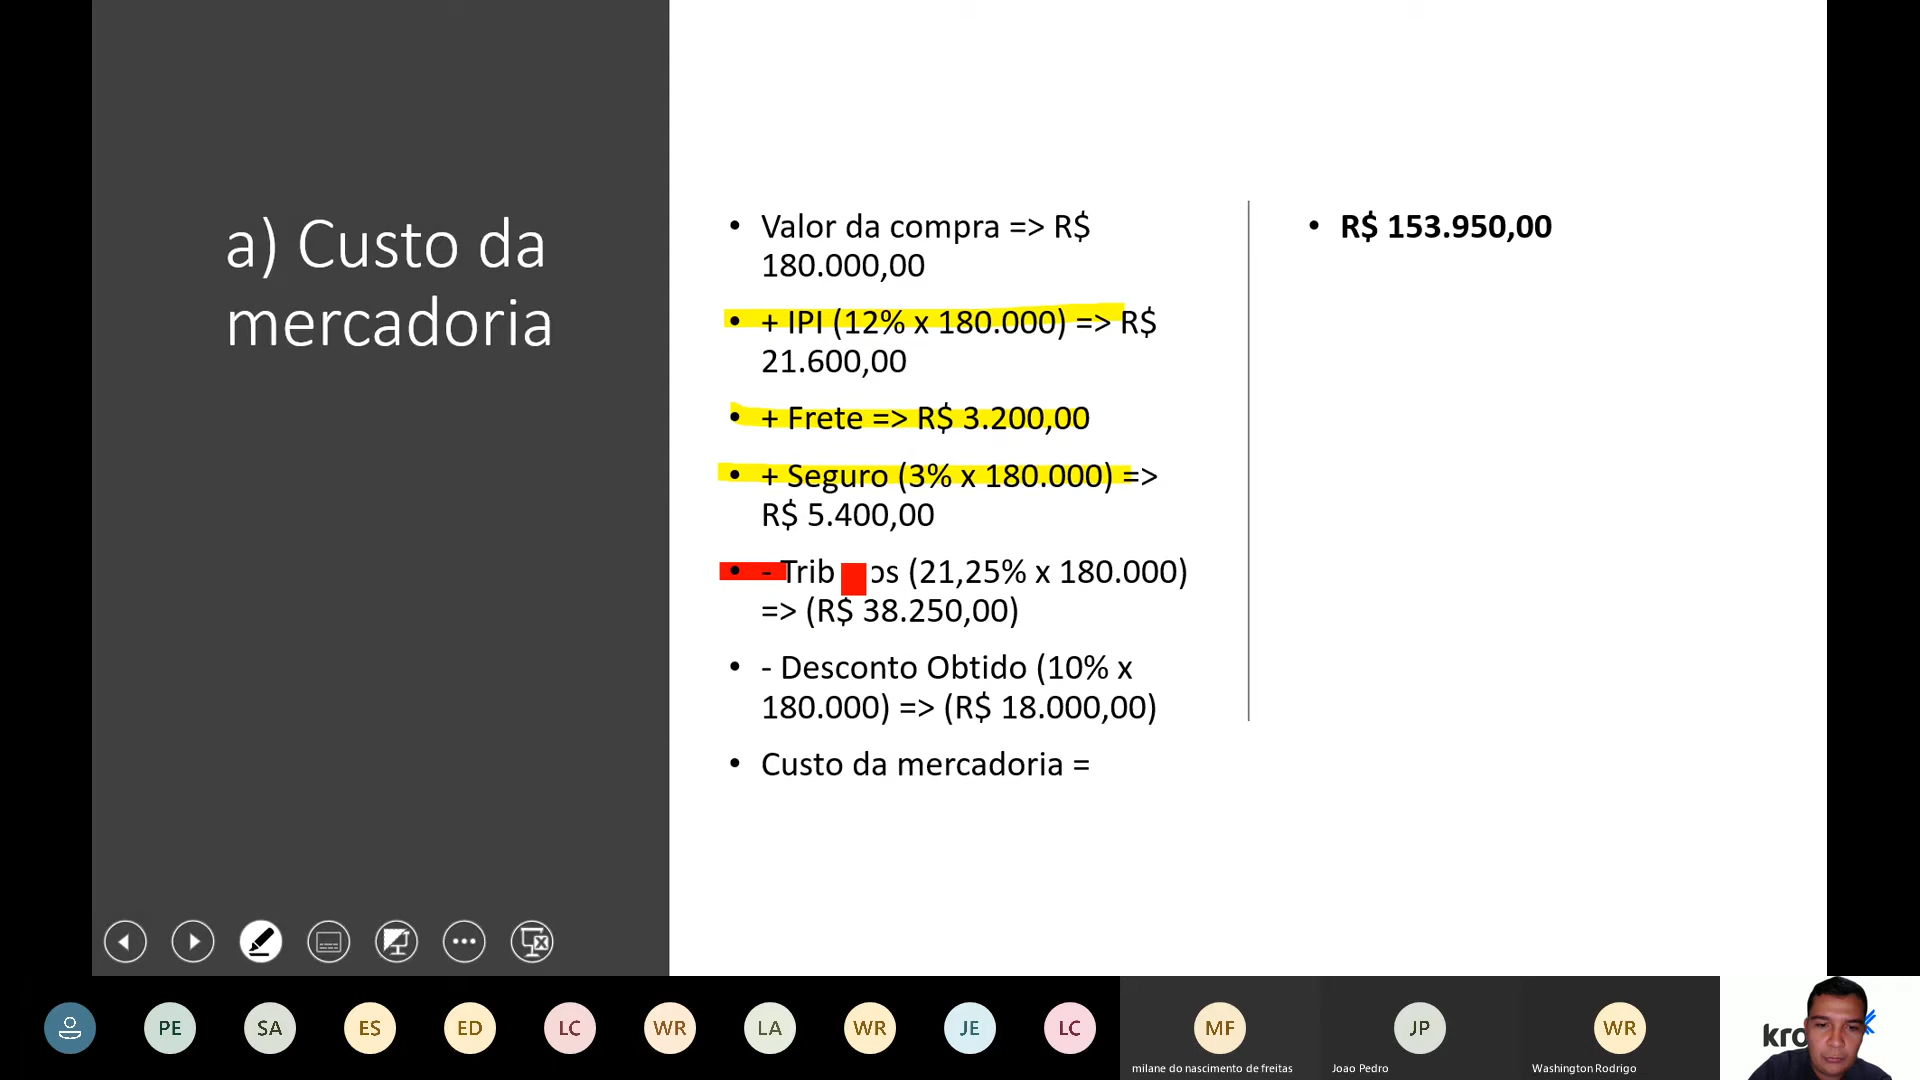 a) Custo da
mercadoria
• Valor da compra => R$
180.000,00
• + IPI (12% x 180.000) => R$
21.600,00
• + Frete => R$ 3.200,00
• + Seguro (3% x 180.000) =>
R$ 5.400,00
• - Trib os (21,25% x 180.000)
=> (R$ 38.250,00)
• - Desconto Obtido (10% x
180.000) => (R$ 18.000,00)
• Custo da mercadoria =
• R$ 153.950,00
PE SA ES ED LC WR LA WR JE LC MF JP WR
milane do nascimento de freitas Joao Pedro Washington Rodrigo